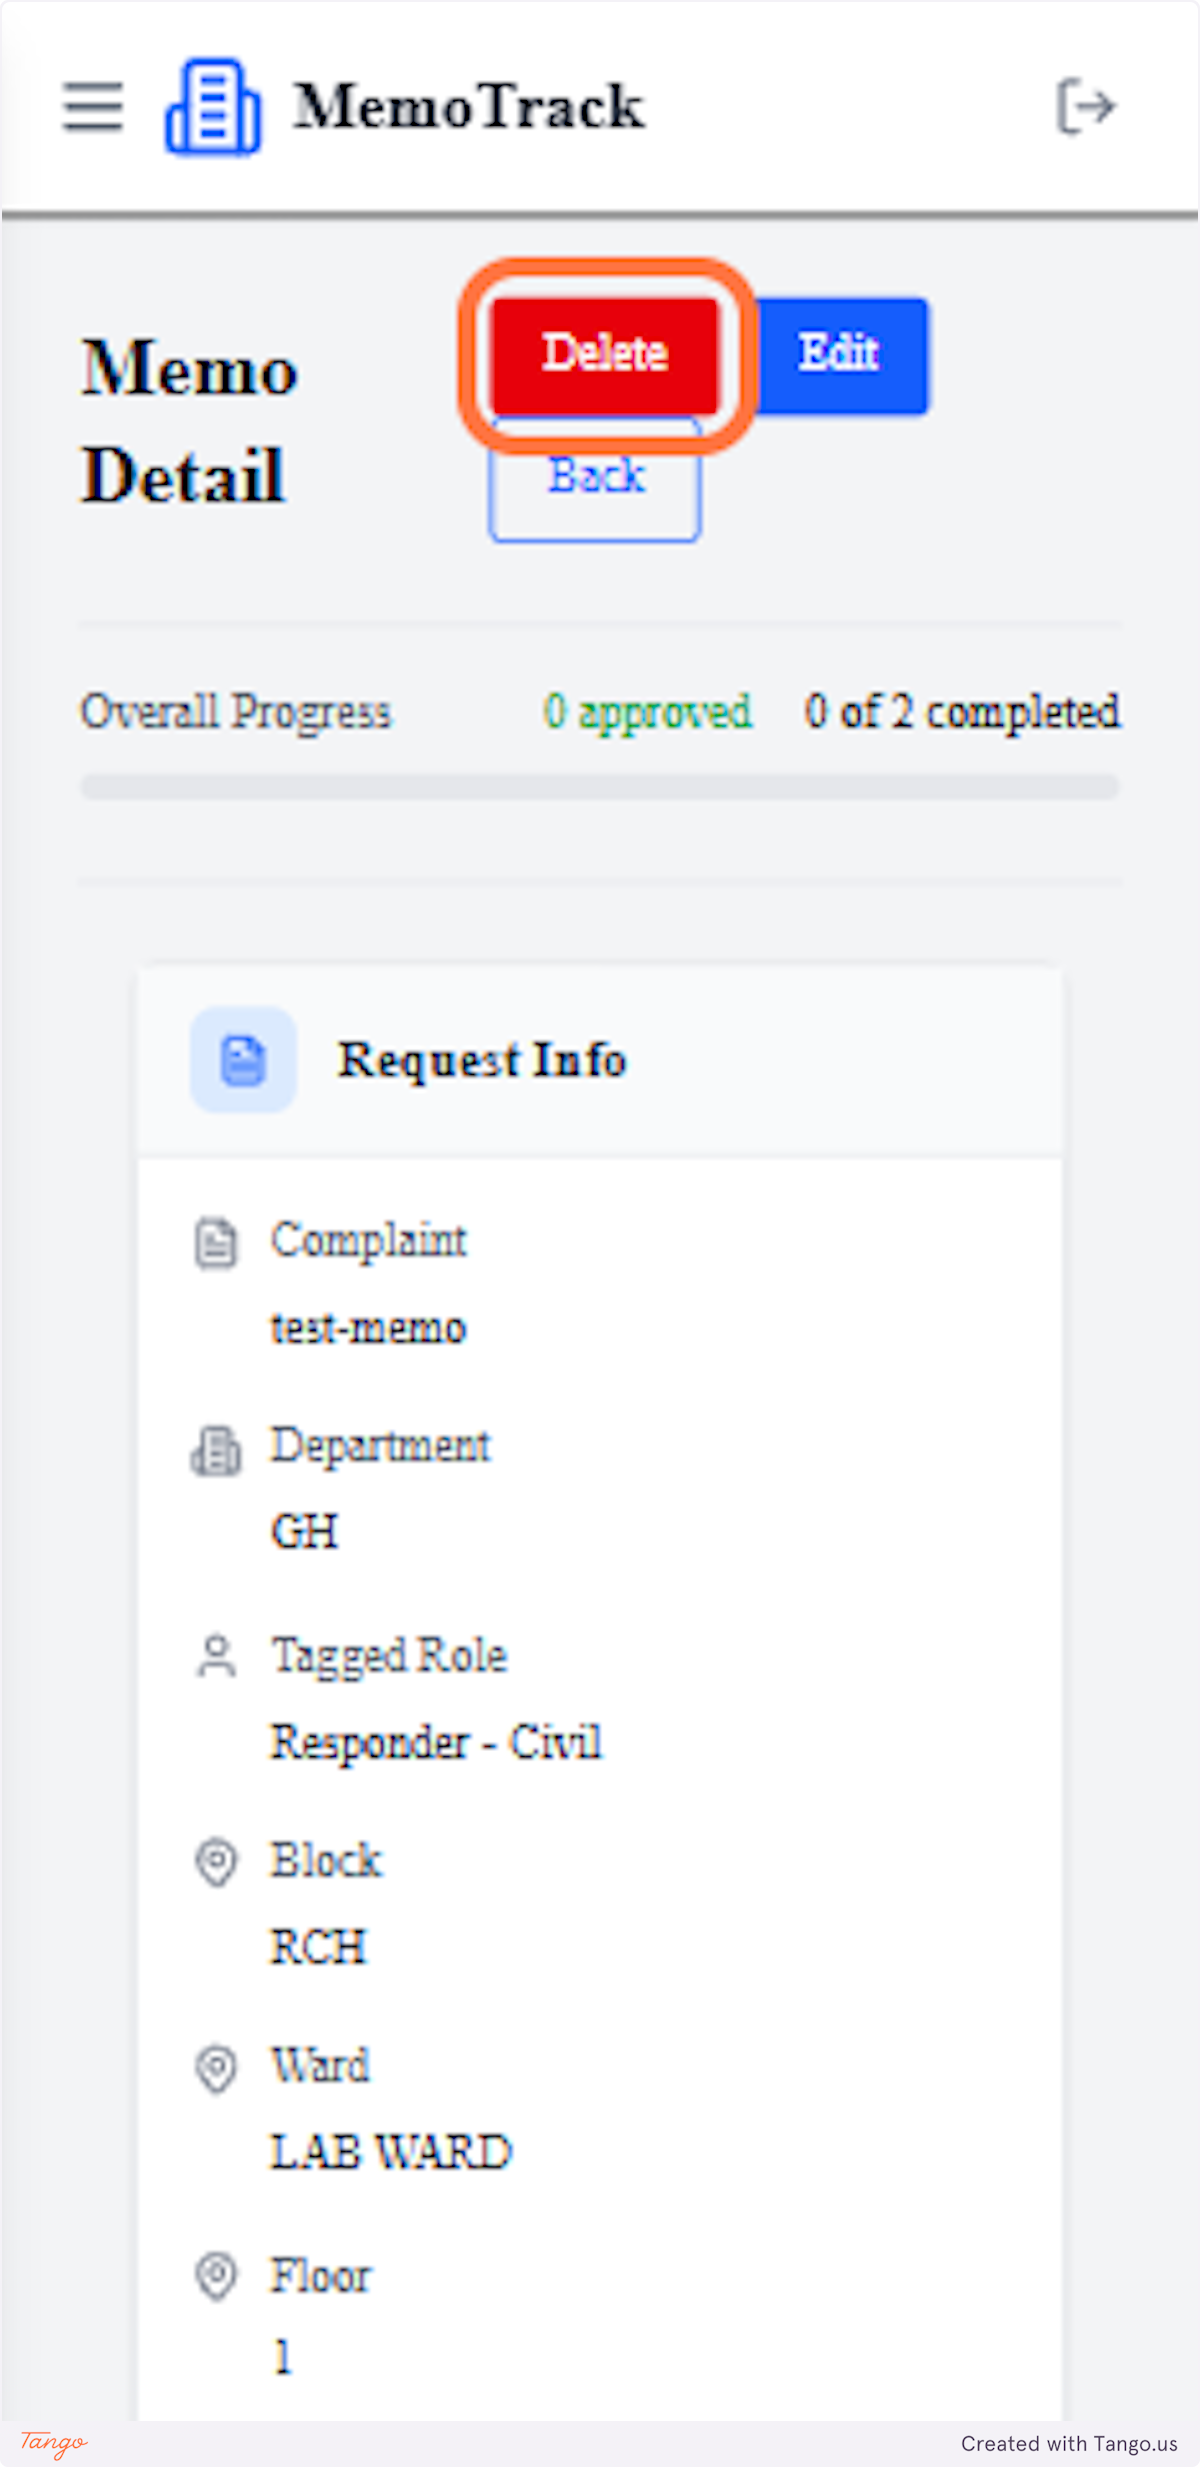 MemoTrack
Memo
Detail
Delete
Edit
Back
Overall Progress
0 approved
0 of 2 completed
Request Info
Complaint
test-memo
Department
GH
Tagged Role
Responder - Civil
Block
RCH
Ward
LAB WARD
Floor
1
Tango
Created with Tango.us